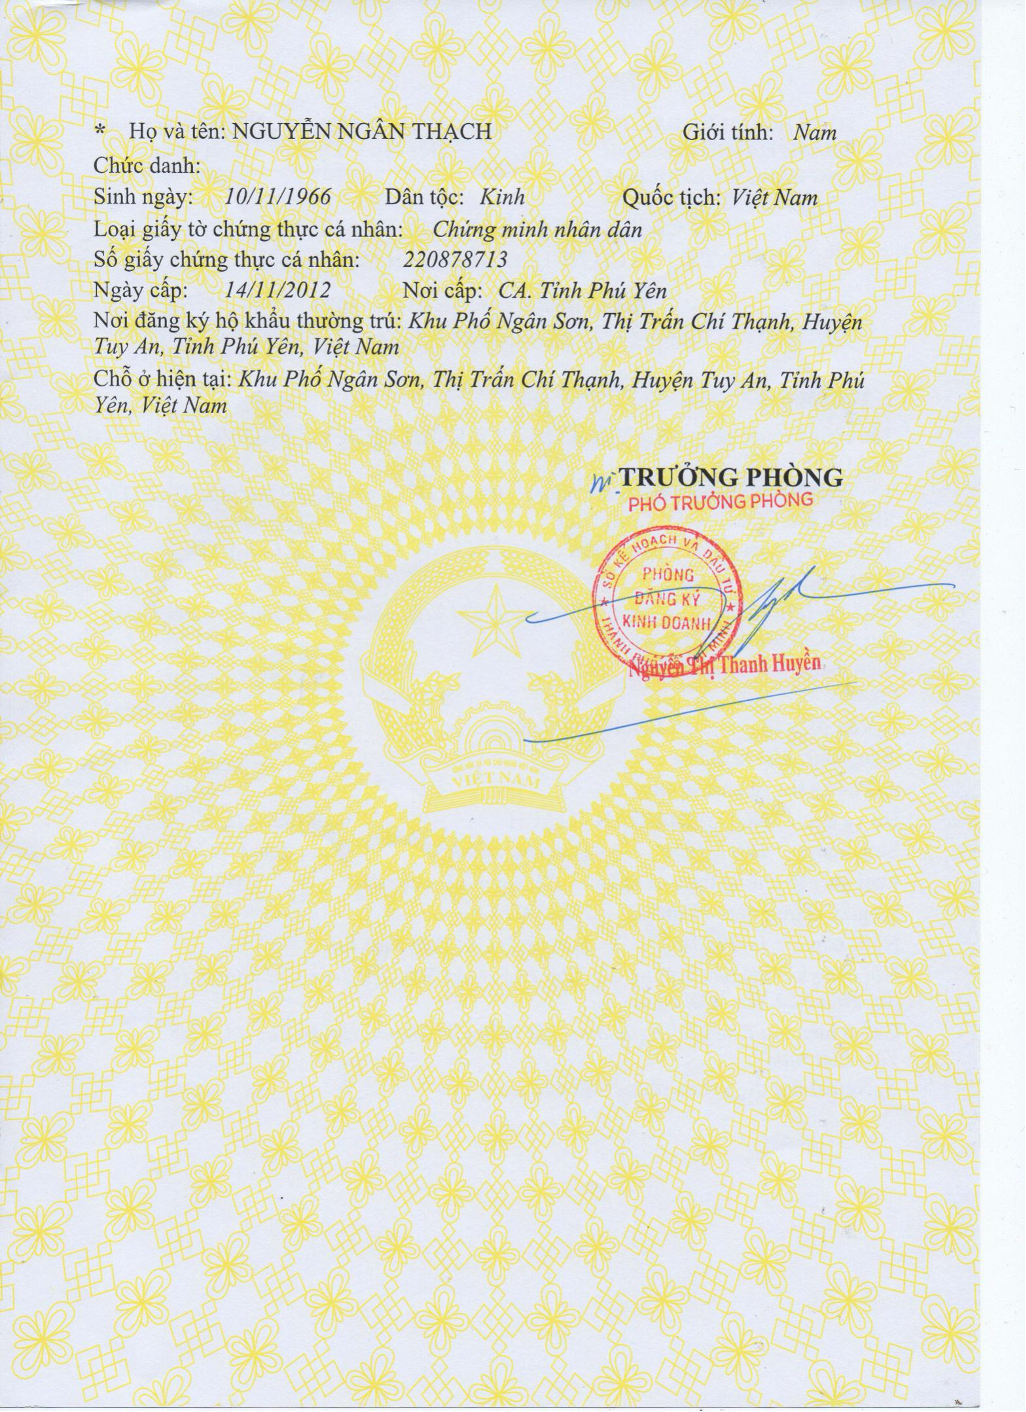 * Họ và tên: NGUYỄN NGÂN THẠCH Giới tính: Nam
Chức danh:
Sinh ngày: 10/11/1966 Dân tộc: Kinh Quốc tịch: Việt Nam
Loại giấy tờ chứng thực cá nhân: Chứng minh nhân dân
Số giấy chứng thực cá nhân: 220878713
Ngày cấp: 14/11/2012 Nơi cấp: CA. Tỉnh Phú Yên
Nơi đăng ký hộ khẩu thường trú: Khu Phố Ngân Sơn, Thị Trấn Chí Thạnh, Huyện
Tuy An, Tỉnh Phú Yên, Việt Nam
Chỗ ở hiện tại: Khu Phố Ngân Sơn, Thị Trấn Chí Thạnh, Huyện Tuy An, Tỉnh Phú
Yên, Việt Nam
TRƯỞNG PHÒNG
PHÓ TRƯỞNG PHÒNG
SỞ KẾ HOẠCH VÀ ĐẦU TƯ
PHÒNG
ĐĂNG KÝ
KINH DOANH
THÀNH PHỐ MINH
Nguyễn Thị Thanh Huyền
VIỆT NAM